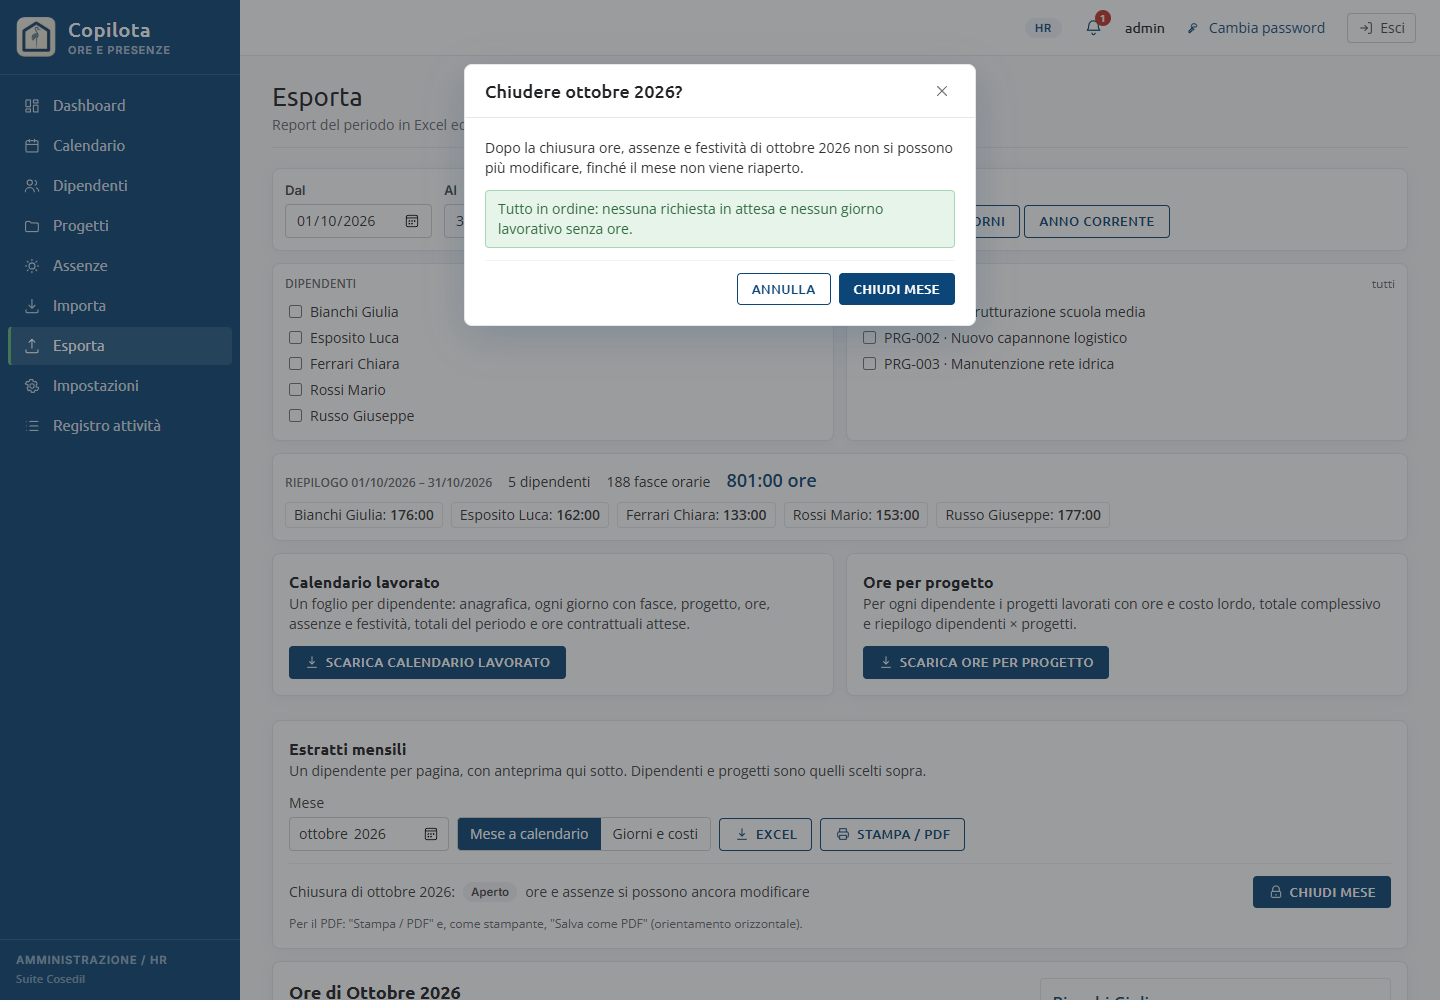 Copilota
ORE E PRESENZE
HR
1
admin
Cambia password
Esci
Dashboard
Calendario
Dipendenti
Progetti
Assenze
Importa
Esporta
Impostazioni
Registro attività
AMMINISTRAZIONE / HR
Suite Cosedil
Esporta
Report del periodo in Excel
Chiudere ottobre 2026?
Dopo la chiusura ore, assenze e festività di ottobre 2026 non si possono
più modificare, finché il mese non viene riaperto.
Tutto in ordine: nessuna richiesta in attesa e nessun giorno
lavorativo senza ore.
ANNULLA
CHIUDI MESE
Dal
Al
01/10/2026
3
ANNO CORRENTE
DIPENDENTI
Bianchi Giulia
Esposito Luca
Ferrari Chiara
Rossi Mario
Russo Giuseppe
tutti
scuola media
PRG-002 · Nuovo capannone logistico
PRG-003 · Manutenzione rete idrica
RIEPILOGO 01/10/2026 – 31/10/2026 5 dipendenti 188 fasce orarie 801:00 ore
Bianchi Giulia: 176:00 Esposito Luca: 162:00 Ferrari Chiara: 133:00 Rossi Mario: 153:00 Russo Giuseppe: 177:00
Calendario lavorato
Un foglio per dipendente: anagrafica, ogni giorno con fasce, progetto, ore,
assenze e festività, totali del periodo e ore contrattuali attese.
SCARICA CALENDARIO LAVORATO
Ore per progetto
Per ogni dipendente i progetti lavorati con ore e costo lordo, totale complessivo
e riepilogo dipendenti × progetti.
SCARICA ORE PER PROGETTO
Estratti mensili
Un dipendente per pagina, con anteprima qui sotto. Dipendenti e progetti sono quelli scelti sopra.
Mese
ottobre 2026
Mese a calendario
Giorni e costi
EXCEL
STAMPA / PDF
Chiusura di ottobre 2026: Aperto ore e assenze si possono ancora modificare
CHIUDI MESE
Per il PDF: "Stampa / PDF" e, come stampante, "Salva come PDF" (orientamento orizzontale).
Ore di Ottobre 2026